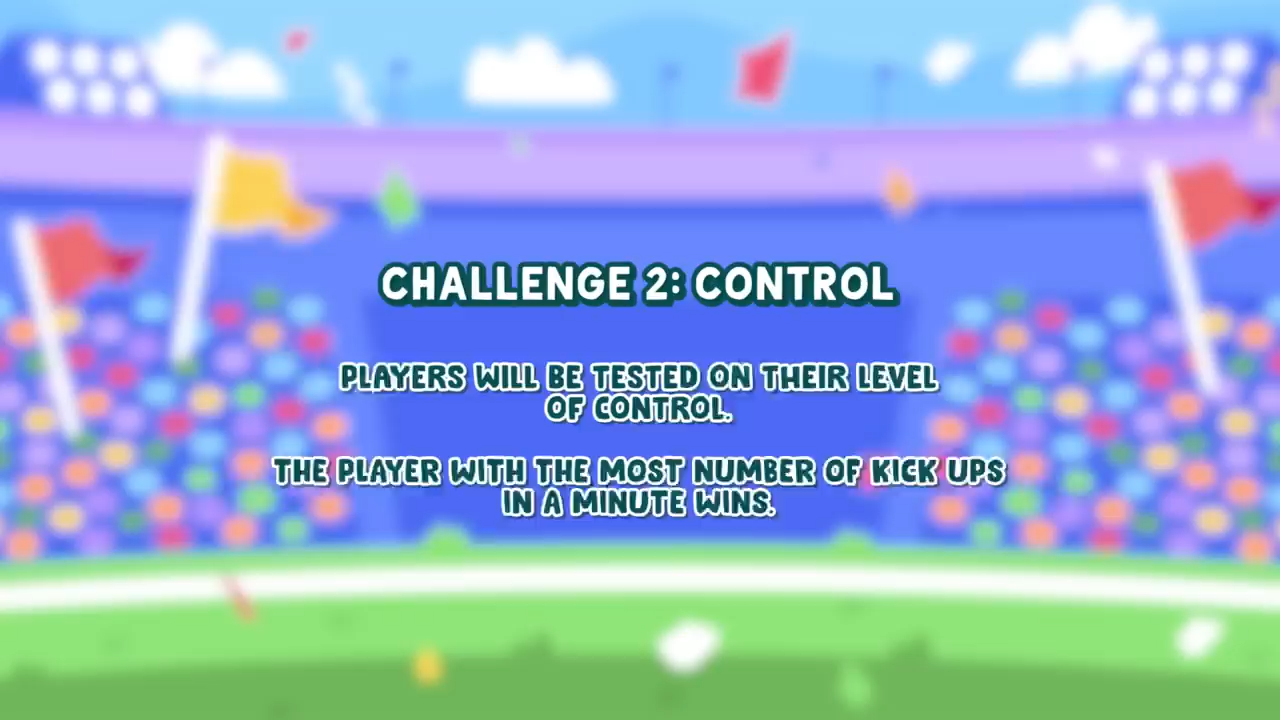 CHALLENGE 2: CONTROL
PLAYERS WILL BE TESTED ON THEIR LEVEL
OF CONTROL.
THE PLAYER WITH THE MOST NUMBER OF KICK UPS
IN A MINUTE WINS.